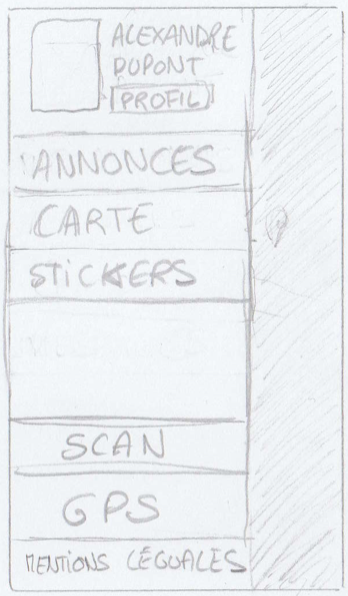 ALEXANDRE
DUPONT
PROFIL
ANNONCES
CARTE
STICKERS
SCAN
GPS
MENTIONS LÉGUALES